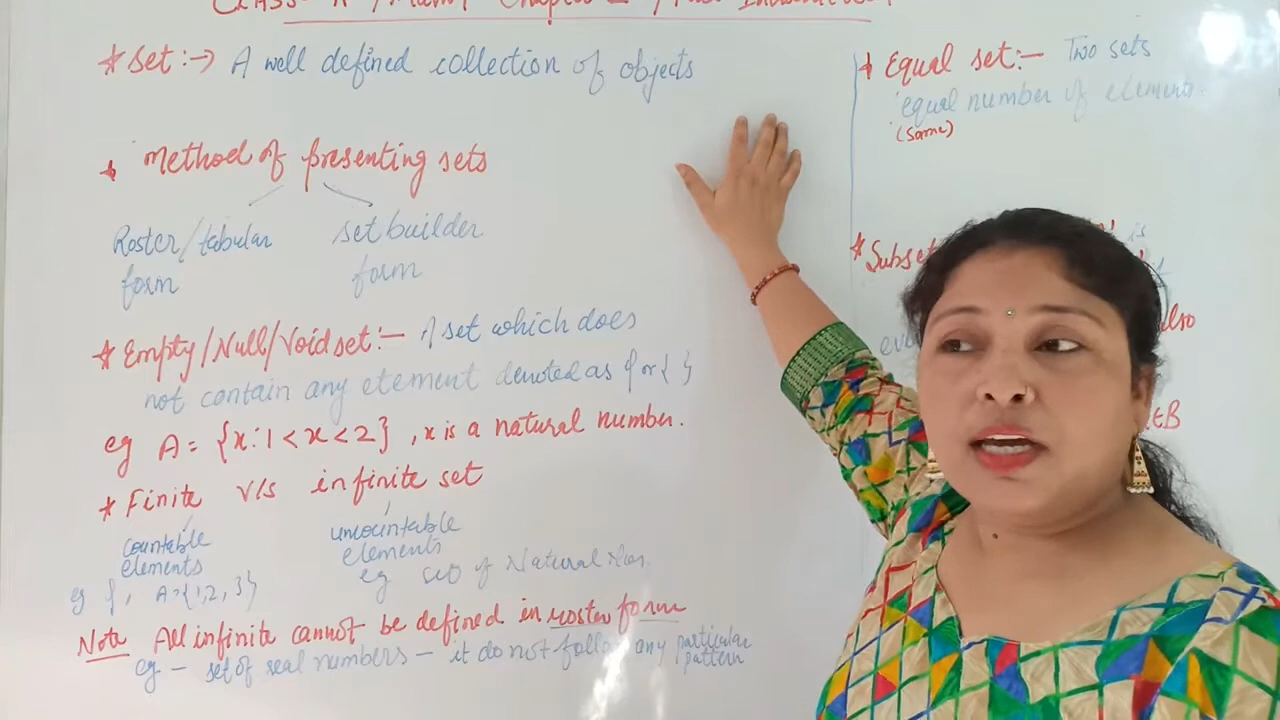 * Set :→ A well defined collection of objects
* Method of presenting sets
Roster/tabular form
set builder form
* Empty/Null/Void set :— A set which does
not contain any element denoted as ϕ or { }
eg A = {x : 1 < x < 2} , x is a natural number.
* Finite v/s infinite set
countable elements
uncountable elements
eg ϕ, A={1,2,3}
eg set of Natural Nos.
Note All infinite cannot be defined in roster form
eg – set of real numbers – it do not follow any particular pattern
* Equal set :— Two sets
equal number of elements
(same)
* Subset
is
also
∈B